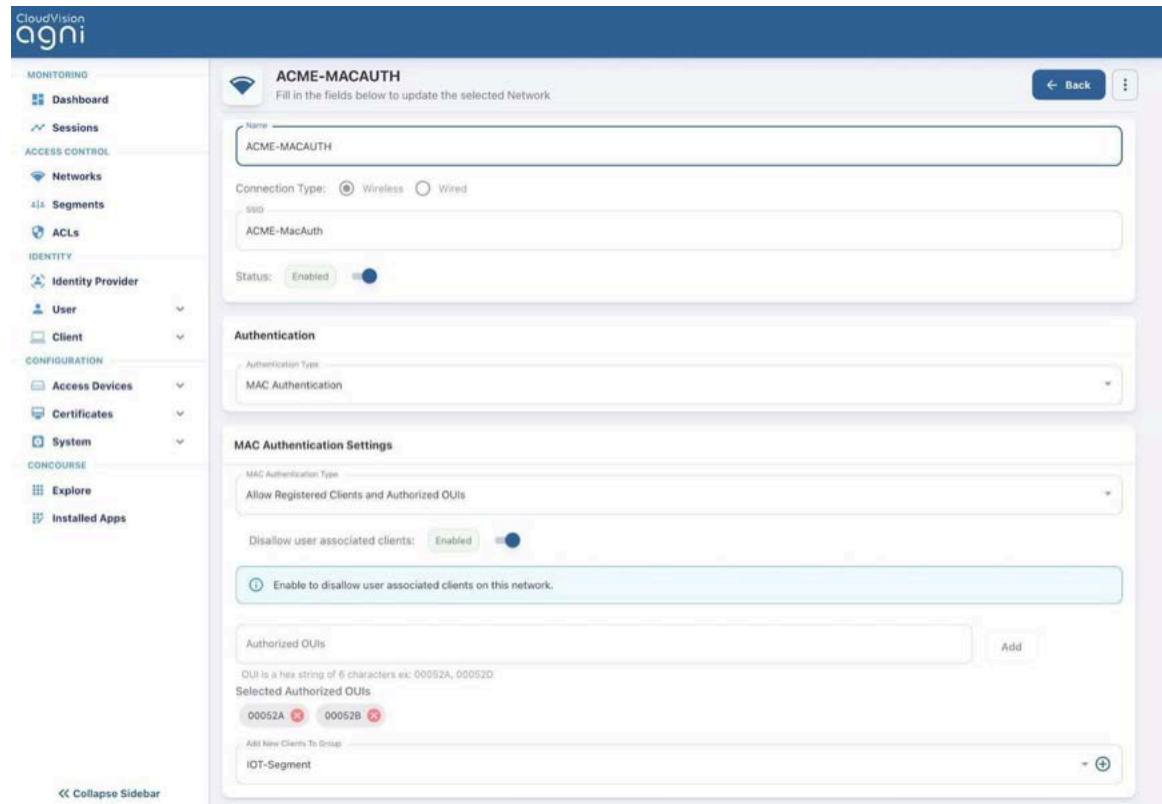 CloudVision
agni
MONITORING
Dashboard
Sessions
ACCESS CONTROL
Networks
Segments
ACLs
IDENTITY
Identity Provider
User
Client
CONFIGURATION
Access Devices
Certificates
System
CONCOURSE
Explore
Installed Apps
Collapse Sidebar
ACME-MACAUTH
Fill in the fields below to update the selected Network
Back
Name
ACME-MACAUTH
Connection Type: Wireless Wired
SSID
ACME-MacAuth
Status: Enabled
Authentication
Authentication Type
MAC Authentication
MAC Authentication Settings
MAC Authentication Type
Allow Registered Clients and Authorized OUIs
Disallow user associated clients: Enabled
Enable to disallow user associated clients on this network.
Authorized OUIs
Add
OUI is a hex string of 6 characters ex: 00052A, 00052D
Selected Authorized OUIs
00052A 00052B
Add New Clients To Group
IOT-Segment